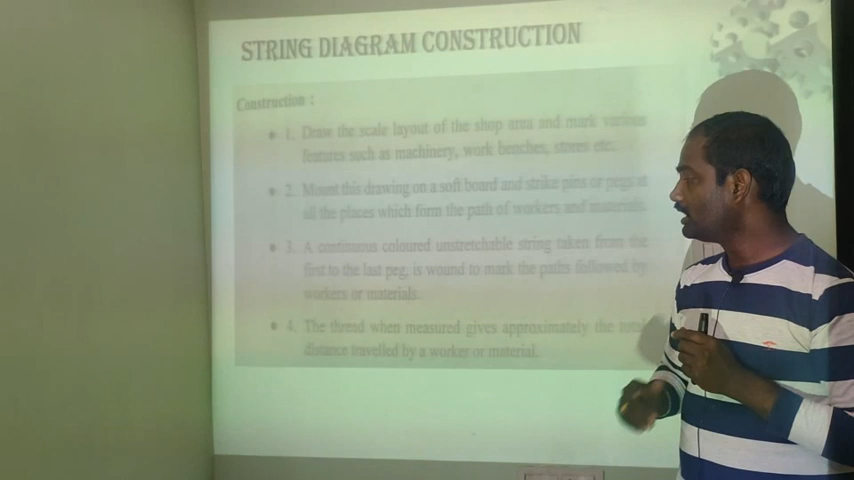 STRING DIAGRAM CONSTRUCTION
Construction :
1. Draw the scale layout of the shop area and mark various
features such as machinery, work benches, stores etc.
2. Mount this drawing on a soft board and strike pins or pegs at
all the places which form the path of workers and materials.
3. A continuous coloured unstretchable string taken from the
first to the last peg, is wound to mark the paths followed by
workers or materials.
4. The thread when measured gives approximately the total
distance travelled by a worker or material.